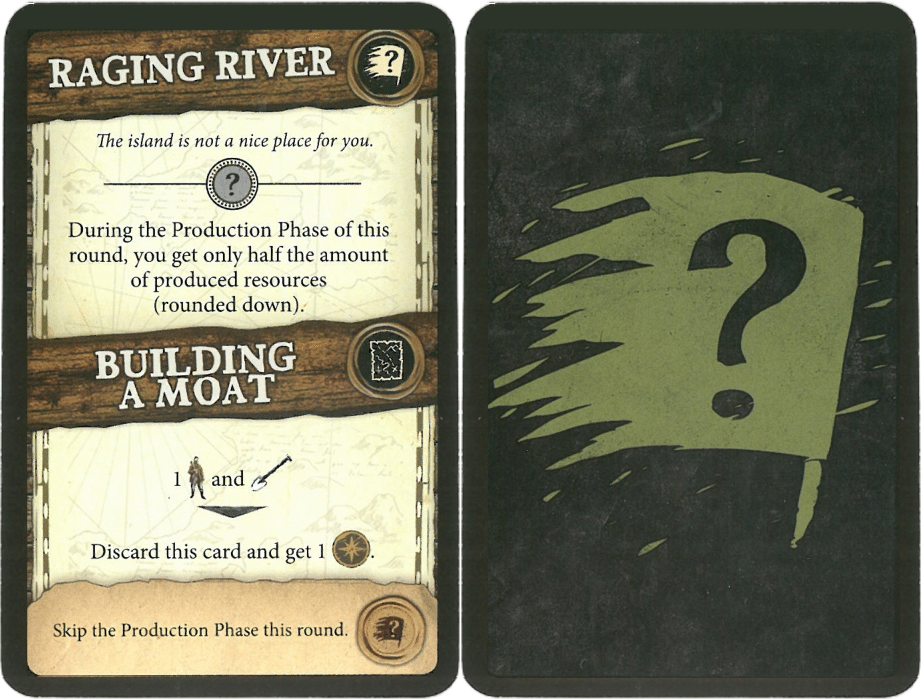 RAGING RIVER
?
The island is not a nice place for you.
?
During the Production Phase of this
round, you get only half the amount
of produced resources
(rounded down).
BUILDING
A MOAT
1 and
Discard this card and get 1 .
Skip the Production Phase this round.
?
?